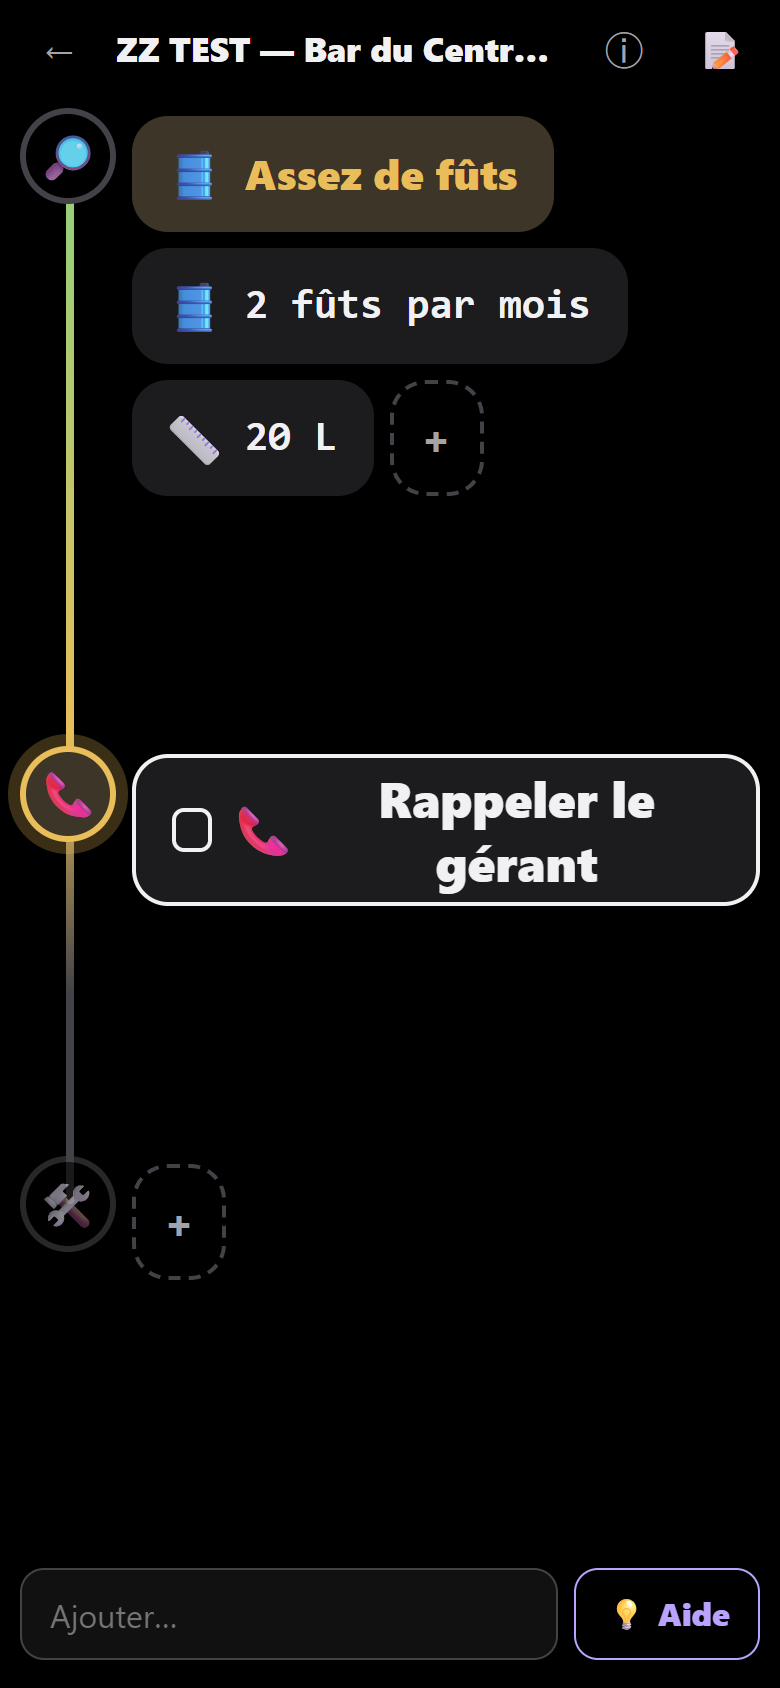 ← ZZ TEST — Bar du Centr... ⓘ 📝
🛢️ Assez de fûts
🛢️ 2 fûts par mois
📏 20 L +
📞 Rappeler le
gérant
+
Ajouter...
💡 Aide